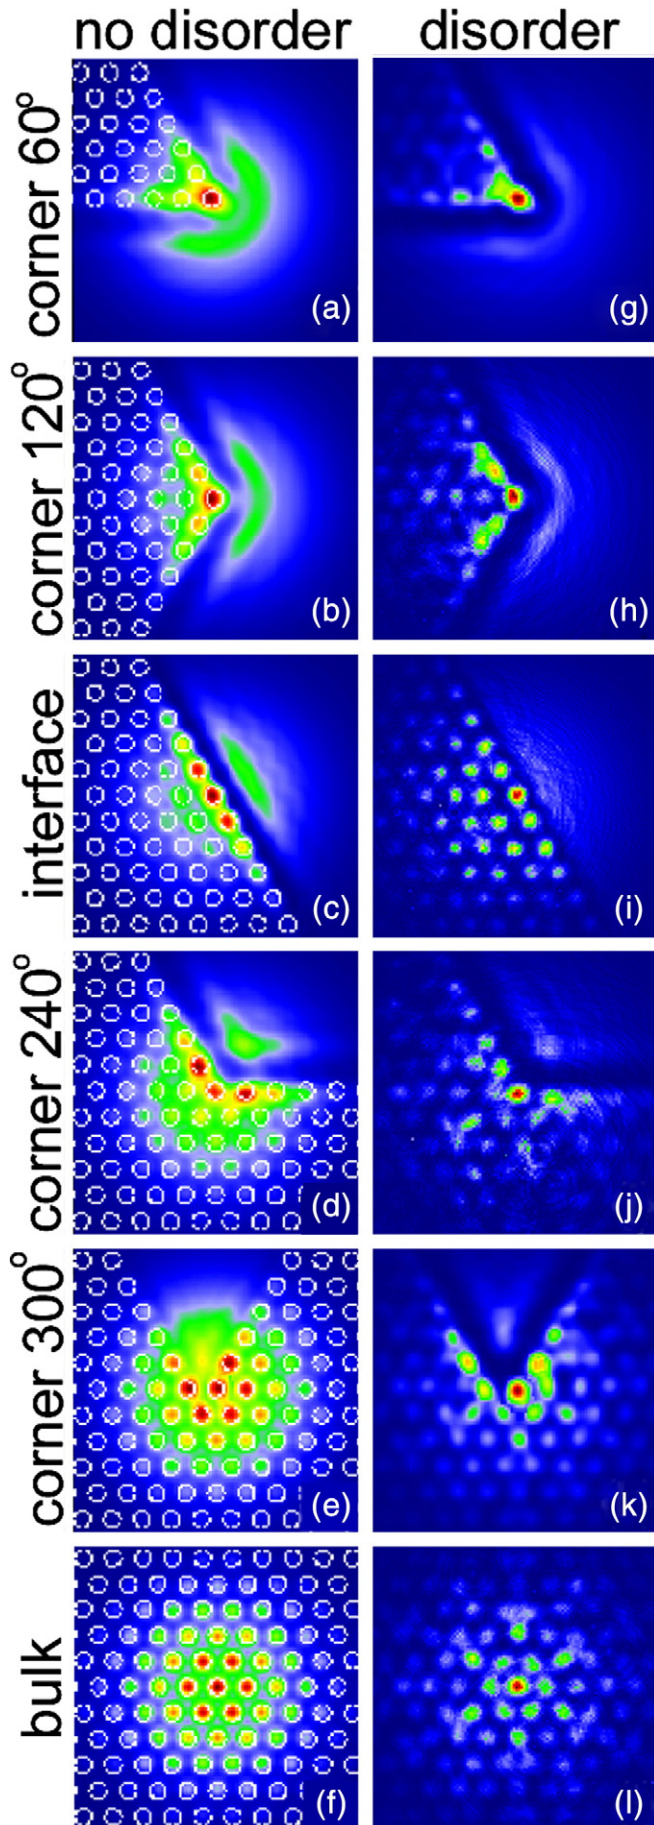 no disorder disorder
corner 60° (a) (g)
corner 120° (b) (h)
interface (c) (i)
corner 240° (d) (j)
corner 300° (e) (k)
bulk (f) (l)